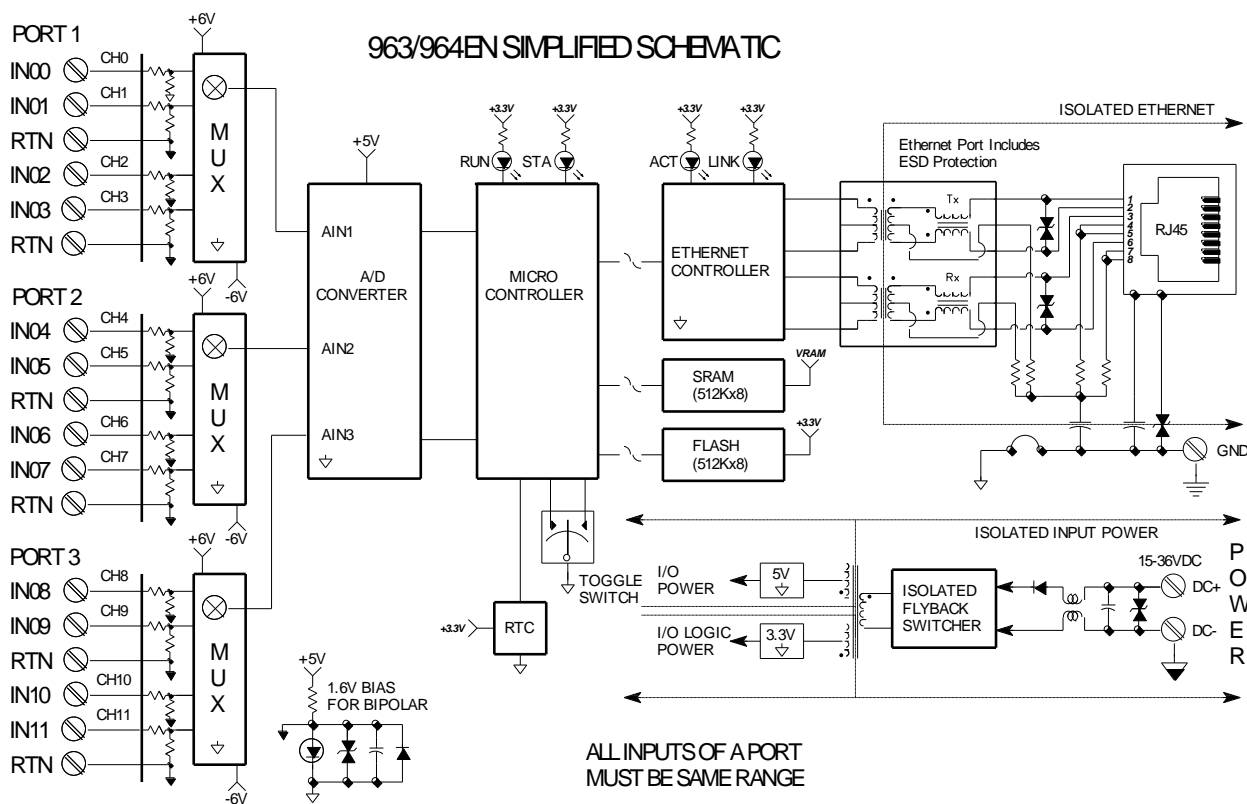 963/964EN SIMPLIFIED SCHEMATIC
PORT 1
IN00
CH0
IN01
CH1
RTN
IN02
CH2
IN03
CH3
RTN
+6V
MUX
-6V
PORT 2
IN04
CH4
IN05
CH5
RTN
IN06
CH6
IN07
CH7
RTN
+6V
MUX
-6V
PORT 3
IN08
CH8
IN09
CH9
RTN
IN10
CH10
IN11
CH11
RTN
+6V
MUX
-6V
+5V
AIN1
A/D
CONVERTER
AIN2
AIN3
+3.3V
+3.3V
RUN
STA
MICRO
CONTROLLER
+3.3V
+3.3V
ACT
LINK
ETHERNET
CONTROLLER
SRAM
(512Kx8)
VRAM
FLASH
(512Kx8)
+3.3V
Ethernet Port Includes
ESD Protection
Tx
Rx
ISOLATED ETHERNET
1
2
3
4
5
6
7
8
RJ45
GND
TOGGLE
SWITCH
+3.3V
RTC
+5V
1.6V BIAS
FOR BIPOLAR
ISOLATED INPUT POWER
I/O
POWER
5V
I/O LOGIC
POWER
3.3V
ISOLATED
FLYBACK
SWITCHER
15-36VDC
DC+
DC-
POWER
ALL INPUTS OF A PORT
MUST BE SAME RANGE